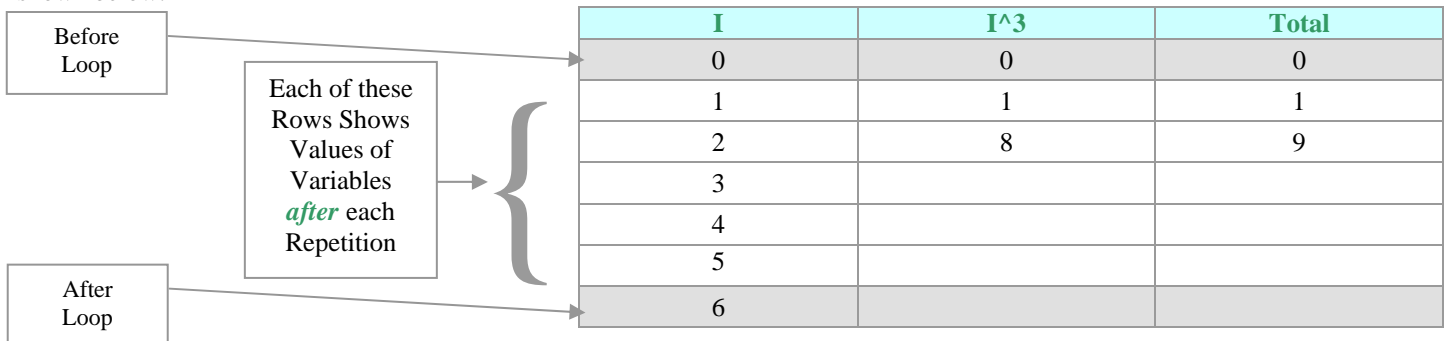 Before
Loop
Each of these
Rows Shows
Values of
Variables
after each
Repetition
After
Loop
I I^3 Total
0 0 0
1 1 1
2 8 9
3
4
5
6